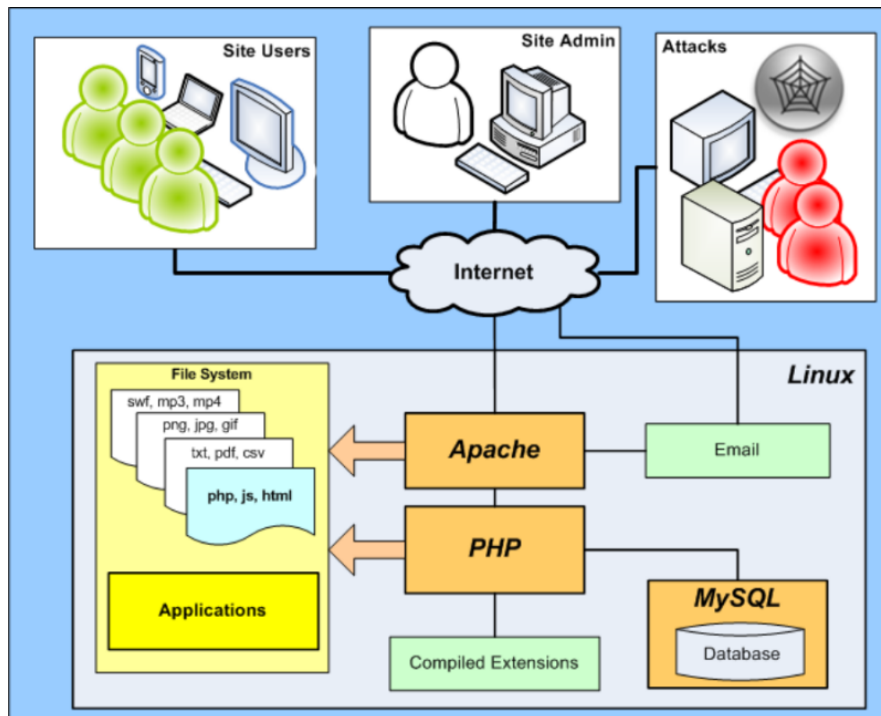 Site Users
Site Admin
Attacks
Internet
Linux
File System
swf, mp3, mp4
png, jpg, gif
txt, pdf, csv
php, js, html
Applications
Apache
Email
PHP
MySQL
Database
Compiled Extensions